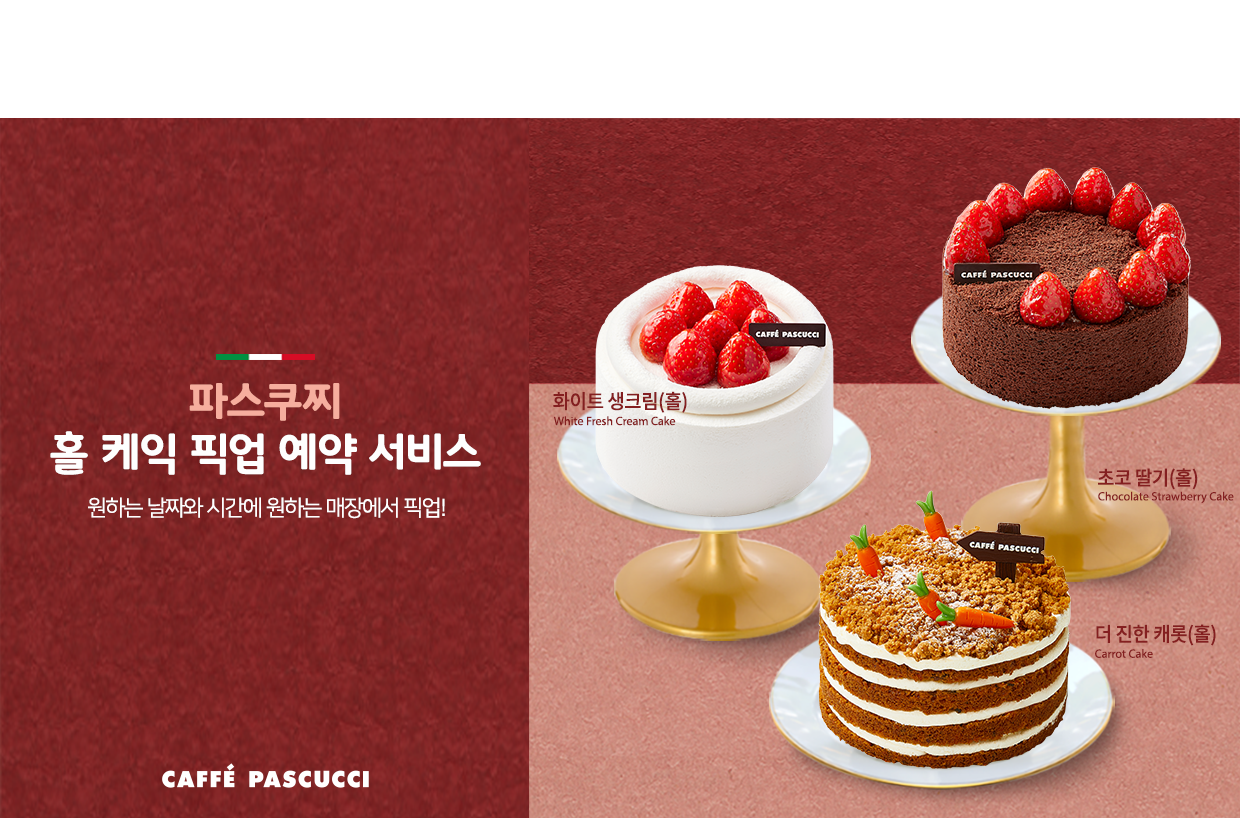 파스쿠찌
홀 케익 픽업 예약 서비스
원하는 날짜와 시간에 원하는 매장에서 픽업!
CAFFÉ PASCUCCI
CAFFÉ PASCUCCI
화이트 생크림(홀)
White Fresh Cream Cake
CAFFÉ PASCUCCI
초코 딸기(홀)
Chocolate Strawberry Cake
CAFFÉ PASCUCCI
더 진한 캐롯(홀)
Carrot Cake